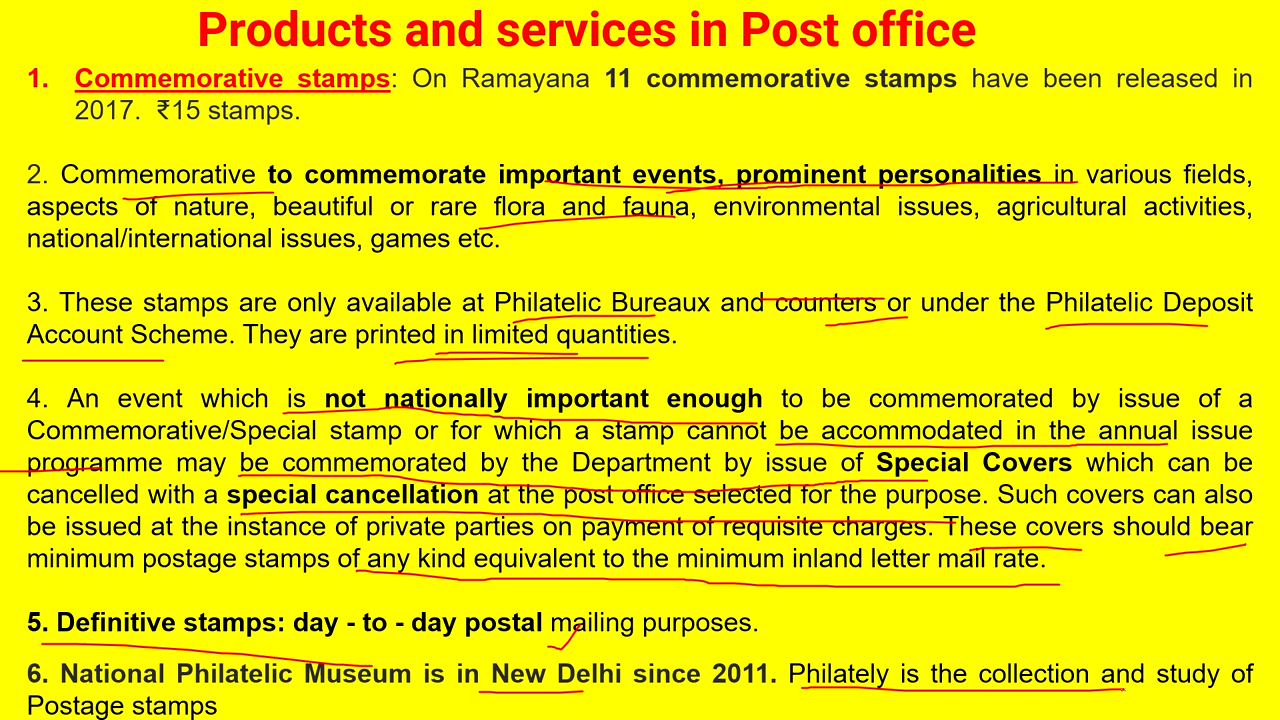 Products and services in Post office
1. Commemorative stamps: On Ramayana 11 commemorative stamps have been released in
2017. ₹15 stamps.
2. Commemorative to commemorate important events, prominent personalities in various fields,
aspects of nature, beautiful or rare flora and fauna, environmental issues, agricultural activities,
national/international issues, games etc.
3. These stamps are only available at Philatelic Bureaux and counters or under the Philatelic Deposit
Account Scheme. They are printed in limited quantities.
4. An event which is not nationally important enough to be commemorated by issue of a
Commemorative/Special stamp or for which a stamp cannot be accommodated in the annual issue
programme may be commemorated by the Department by issue of Special Covers which can be
cancelled with a special cancellation at the post office selected for the purpose. Such covers can also
be issued at the instance of private parties on payment of requisite charges. These covers should bear
minimum postage stamps of any kind equivalent to the minimum inland letter mail rate.
5. Definitive stamps: day - to - day postal mailing purposes.
6. National Philatelic Museum is in New Delhi since 2011. Philately is the collection and study of
Postage stamps